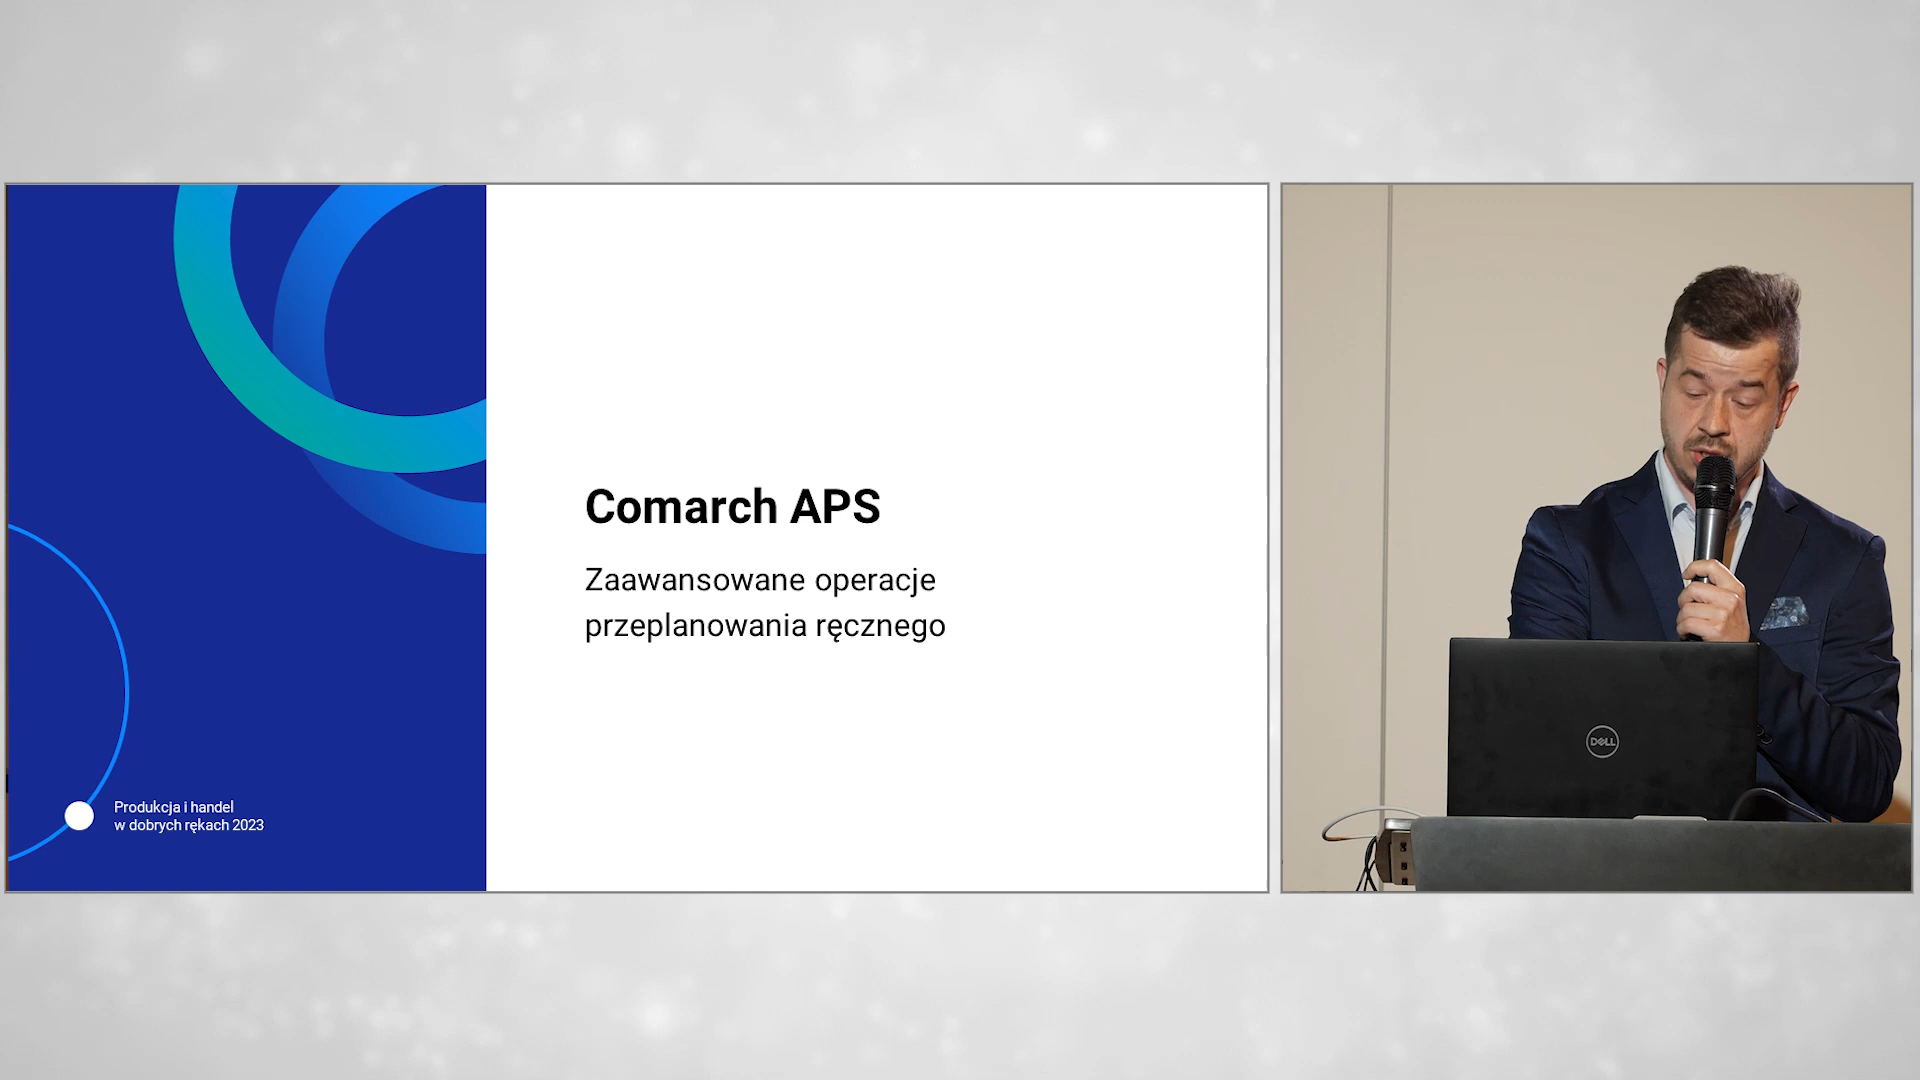 Comarch APS
Zaawansowane operacje
przeplanowania ręcznego
Produkcja i handel
w dobrych rękach 2023
DELL